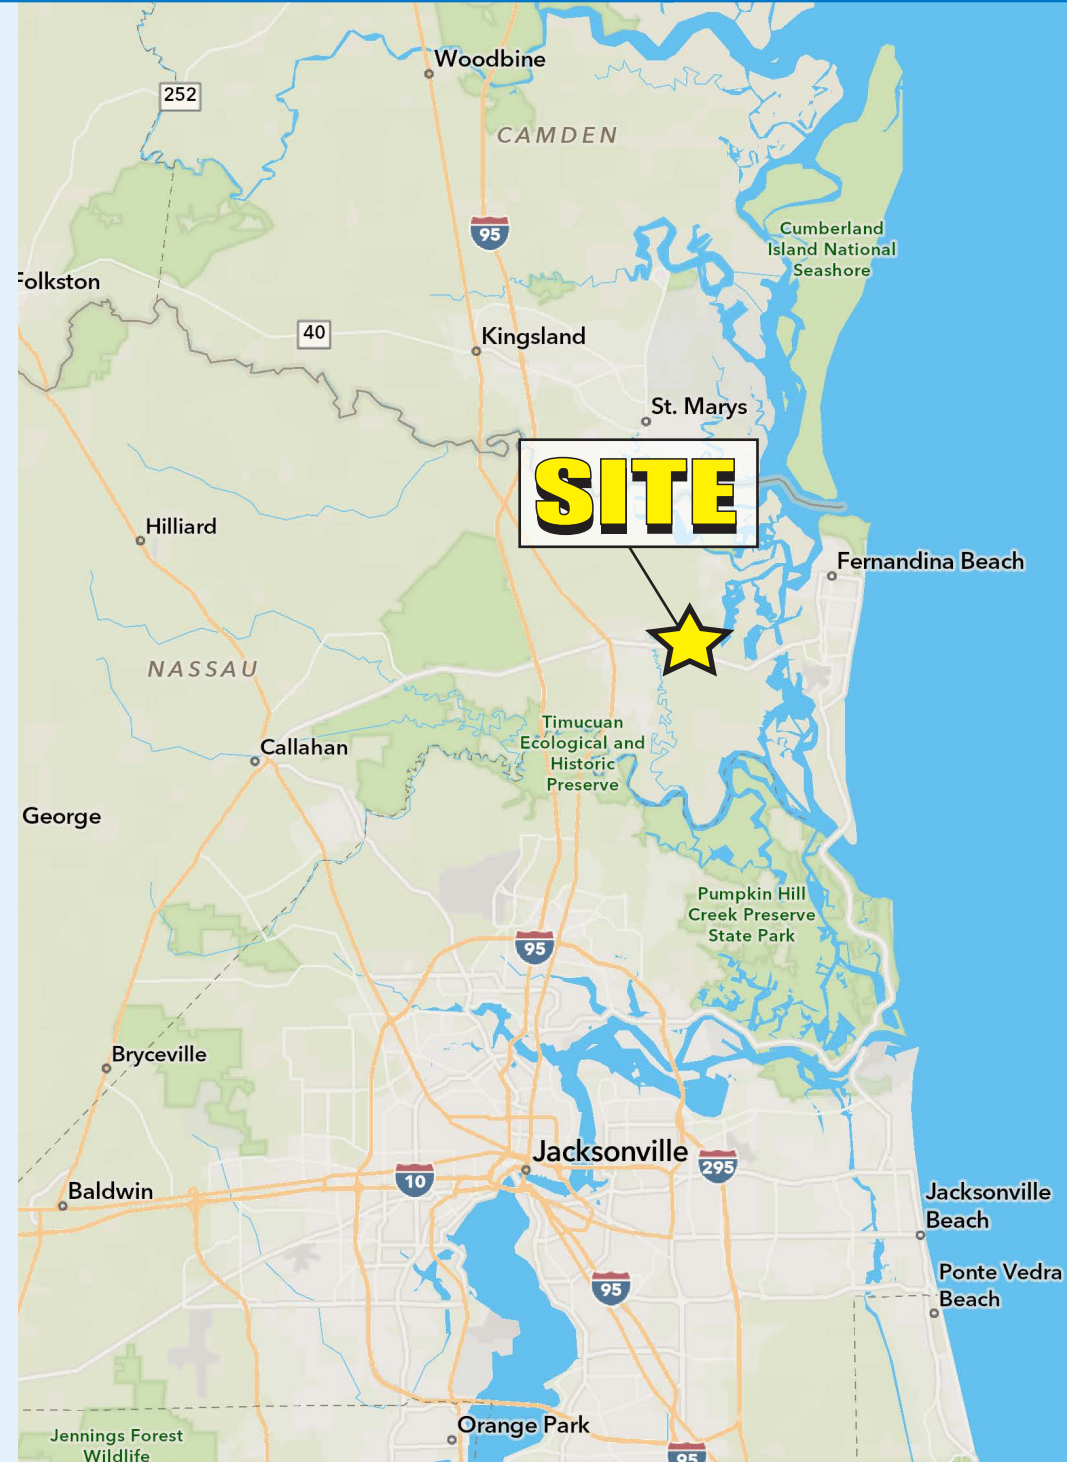 Woodbine
252
CAMDEN
95
Cumberland
Island National
Seashore
Folkston
40
Kingsland
St. Marys
SITE
Hilliard
Fernandina Beach
NASSAU
Timucuan
Ecological and
Historic
Preserve
Callahan
George
Pumpkin Hill
Creek Preserve
State Park
95
Bryceville
Jacksonville
295
10
Baldwin
Jacksonville
Beach
95
Ponte Vedra
Beach
Orange Park
Jennings Forest
Wildlife
95